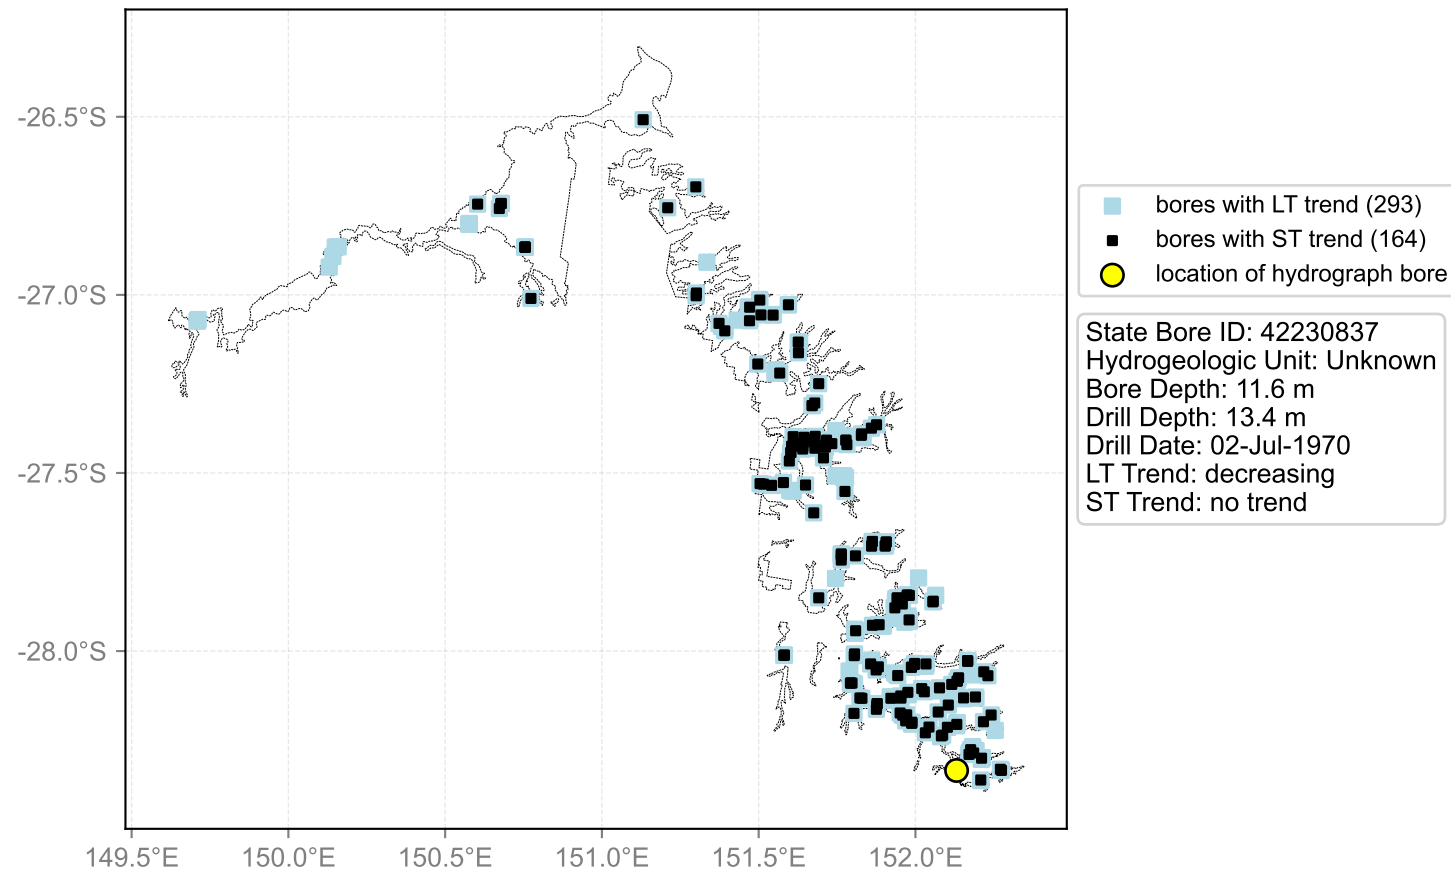 -26.5°S
-27.0°S
-27.5°S
-28.0°S
149.5°E
150.0°E
150.5°E
151.0°E
151.5°E
152.0°E
bores with LT trend (293)
bores with ST trend (164)
location of hydrograph bore
State Bore ID: 42230837
Hydrogeologic Unit: Unknown
Bore Depth: 11.6 m
Drill Depth: 13.4 m
Drill Date: 02-Jul-1970
LT Trend: decreasing
ST Trend: no trend